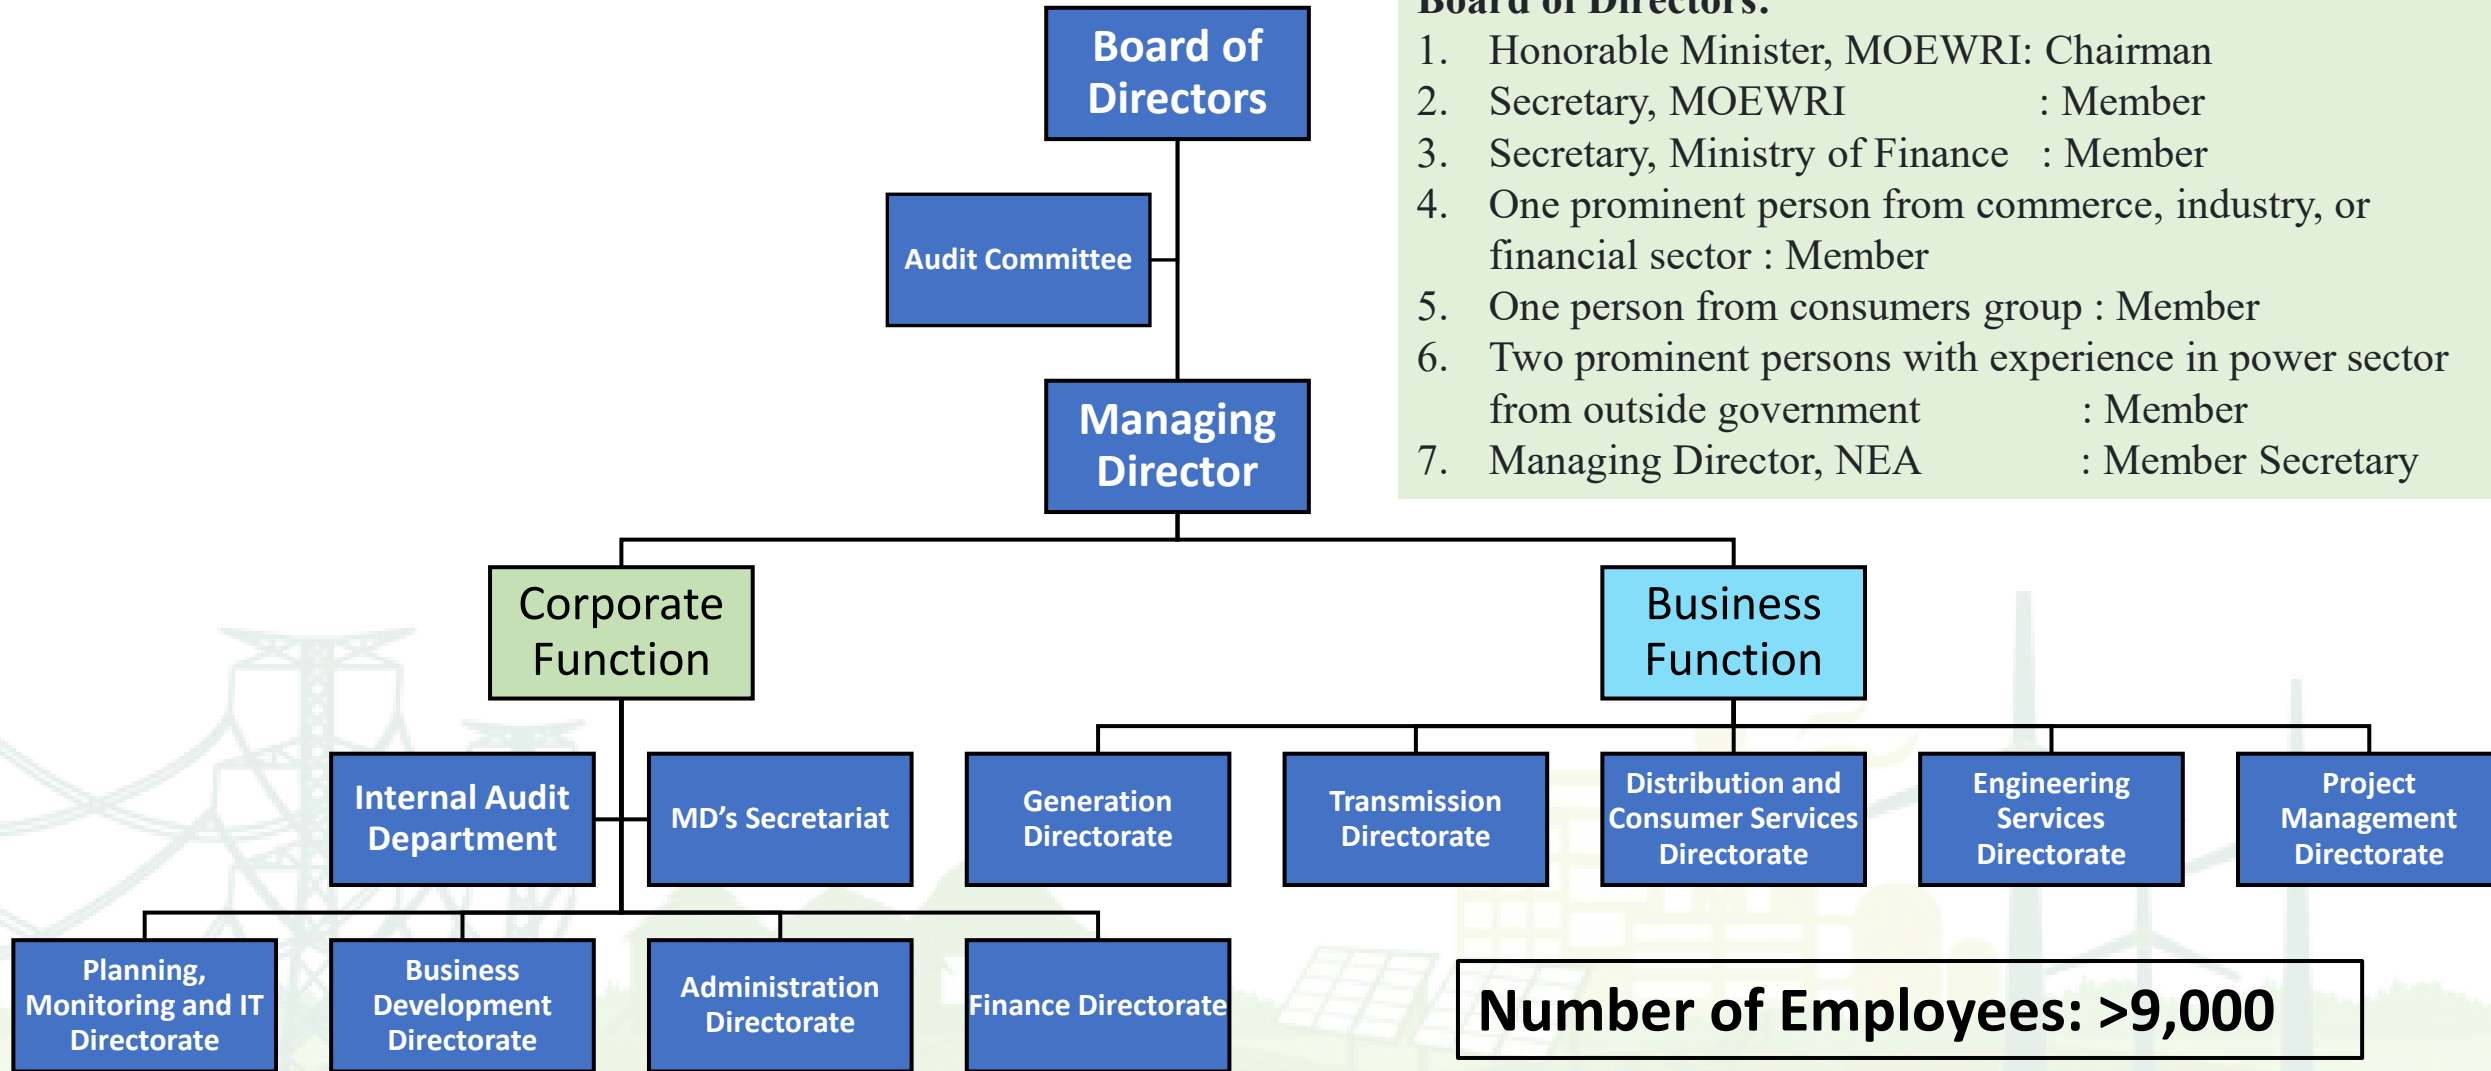 Board of
Directors
Board of Directors:
1. Honorable Minister, MOEWRI: Chairman
2. Secretary, MOEWRI : Member
3. Secretary, Ministry of Finance : Member
4. One prominent person from commerce, industry, or
financial sector : Member
5. One person from consumers group : Member
6. Two prominent persons with experience in power sector
from outside government : Member
7. Managing Director, NEA : Member Secretary
Audit Committee
Managing
Director
Corporate
Function
Business
Function
Internal Audit
Department
MD’s Secretariat
Generation
Directorate
Transmission
Directorate
Distribution and
Consumer Services
Directorate
Engineering
Services
Directorate
Project
Management
Directorate
Planning,
Monitoring and IT
Directorate
Business
Development
Directorate
Administration
Directorate
Finance Directorate
Number of Employees: >9,000